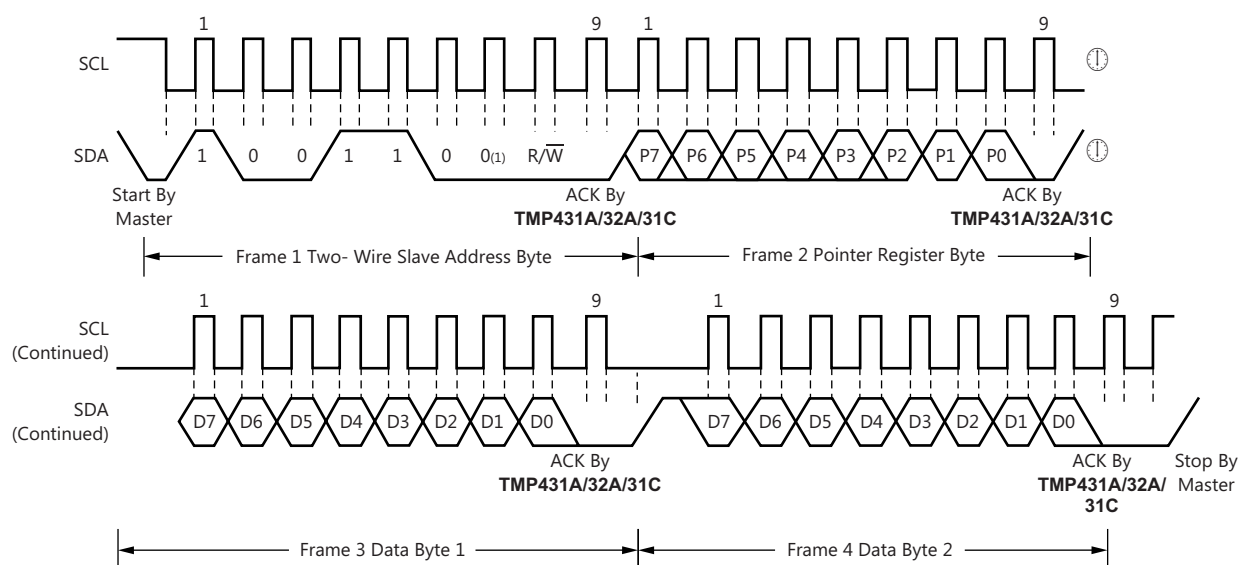 1 9 1 9
SCL
SDA 1 0 0 1 1 0 0(1) R/W P7 P6 P5 P4 P3 P2 P1 P0
Start By
Master
ACK By
TMP431A/32A/31C
ACK By
TMP431A/32A/31C
Frame 1 Two- Wire Slave Address Byte
Frame 2 Pointer Register Byte
1 9 1 9
SCL
(Continued)
SDA
(Continued)
D7 D6 D5 D4 D3 D2 D1 D0 D7 D6 D5 D4 D3 D2 D1 D0
ACK By
TMP431A/32A/31C
ACK By
TMP431A/32A/
31C
Stop By
Master
Frame 3 Data Byte 1
Frame 4 Data Byte 2